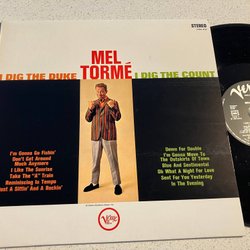 STEREO
MEL
TORMÉ
I DIG THE DUKE
I DIG THE COUNT
I'm Gonna Go Fishin'
Don't Get Around
Much Anymore
I Like The Sunrise
Take The "A" Train
Reminiscing In Tempo
Just A Sittin' And A Rockin'
Down For Double
I'm Gonna Move To
The Outskirts Of Town
Blue And Sentimental
Oh What A Night For Love
Sent For You Yesterday
In The Evening
Verve
Verve